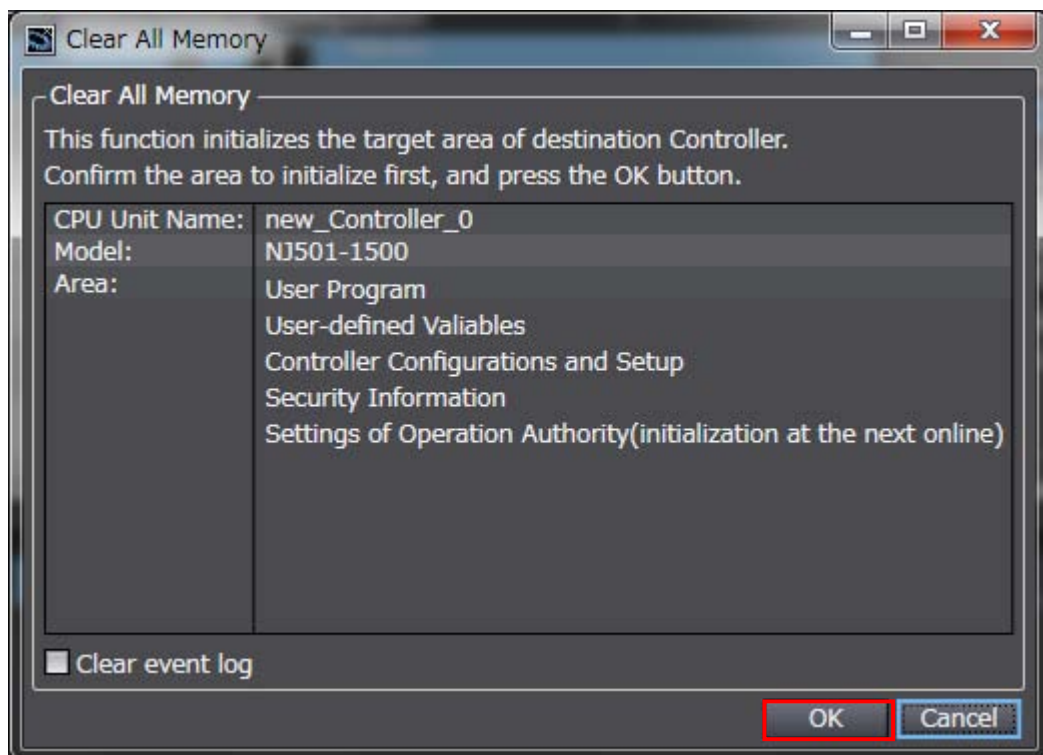 Clear All Memory
Clear All Memory
This function initializes the target area of destination Controller.
Confirm the area to initialize first, and press the OK button.
CPU Unit Name: new_Controller_0
Model: NJ501-1500
Area: User Program
User-defined Valiables
Controller Configurations and Setup
Security Information
Settings of Operation Authority(initialization at the next online)
Clear event log
OK Cancel